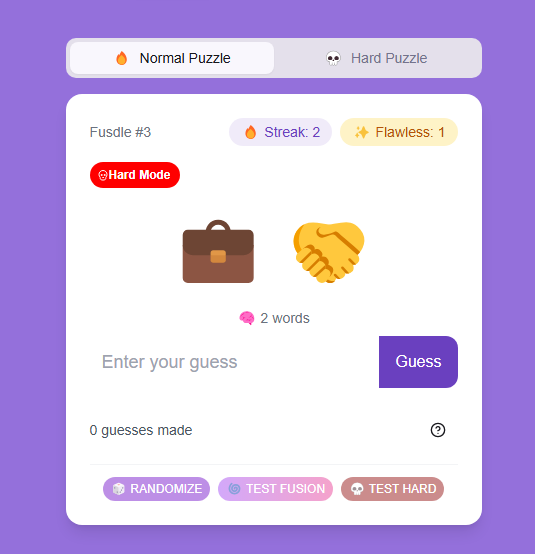 Normal Puzzle
Hard Puzzle
Fusdle #3
Streak: 2
Flawless: 1
Hard Mode
2 words
Enter your guess
Guess
0 guesses made
RANDOMIZE
TEST FUSION
TEST HARD